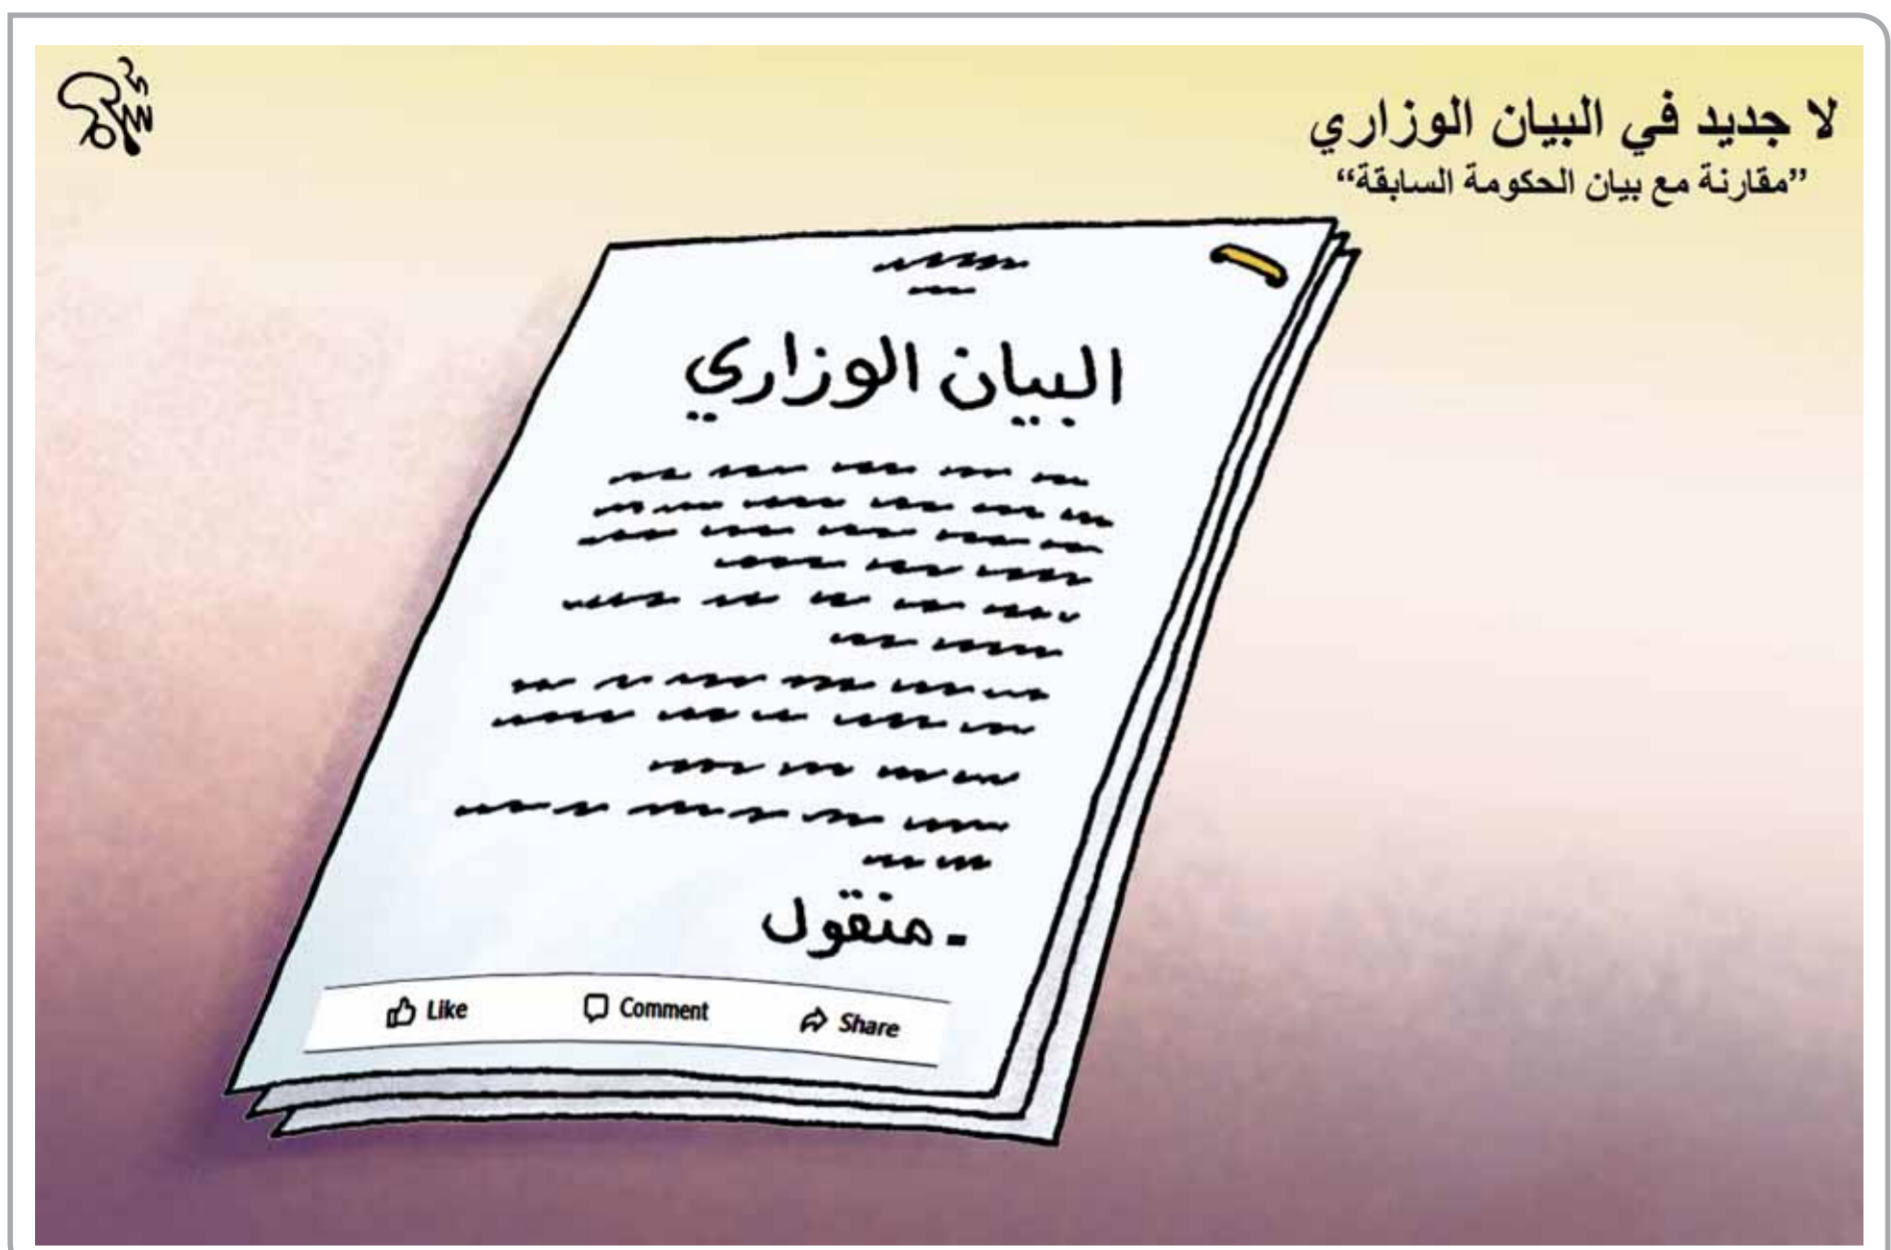 لا جديد في البيان الوزاري
”مقارنة مع بيان الحكومة السابقة“
البيان الوزاري
- منقول
Like Comment Share